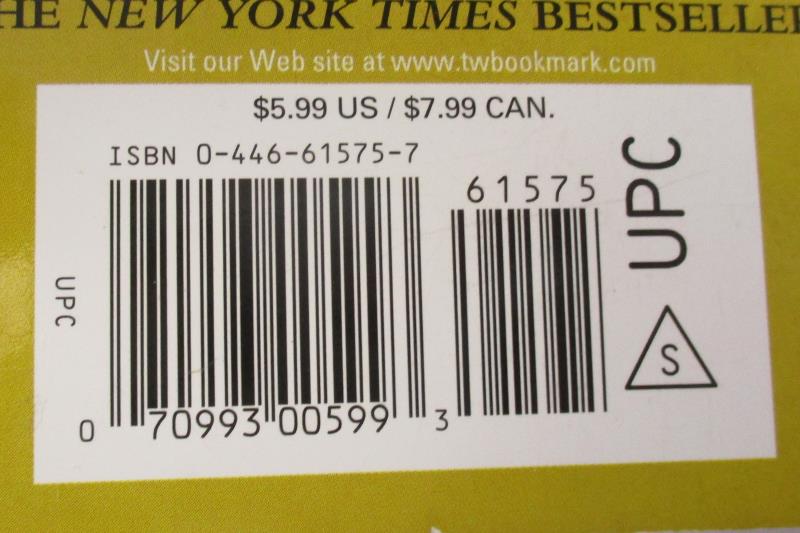 HE NEW YORK TIMES BESTSELLER
Visit our Web site at www.twbookmark.com
$5.99 US / $7.99 CAN.
ISBN 0-446-61575-7
61575
UPC
UPC
S
0 70993 00599 3